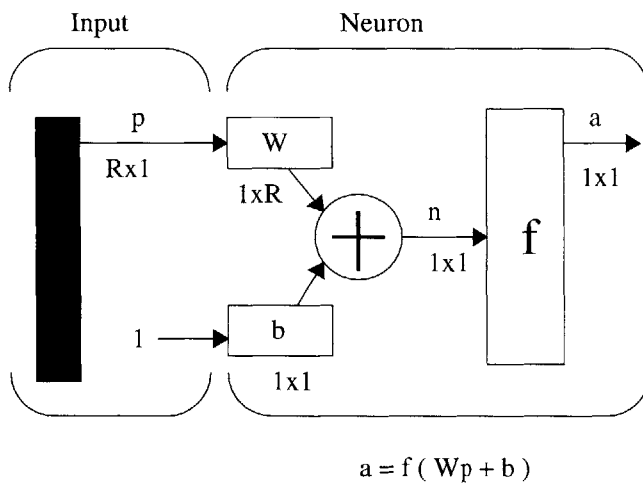 Input
Neuron
p
Rx1
W
1xR
n
1x1
f
a
1x1
1
b
1x1
a = f ( Wp + b )